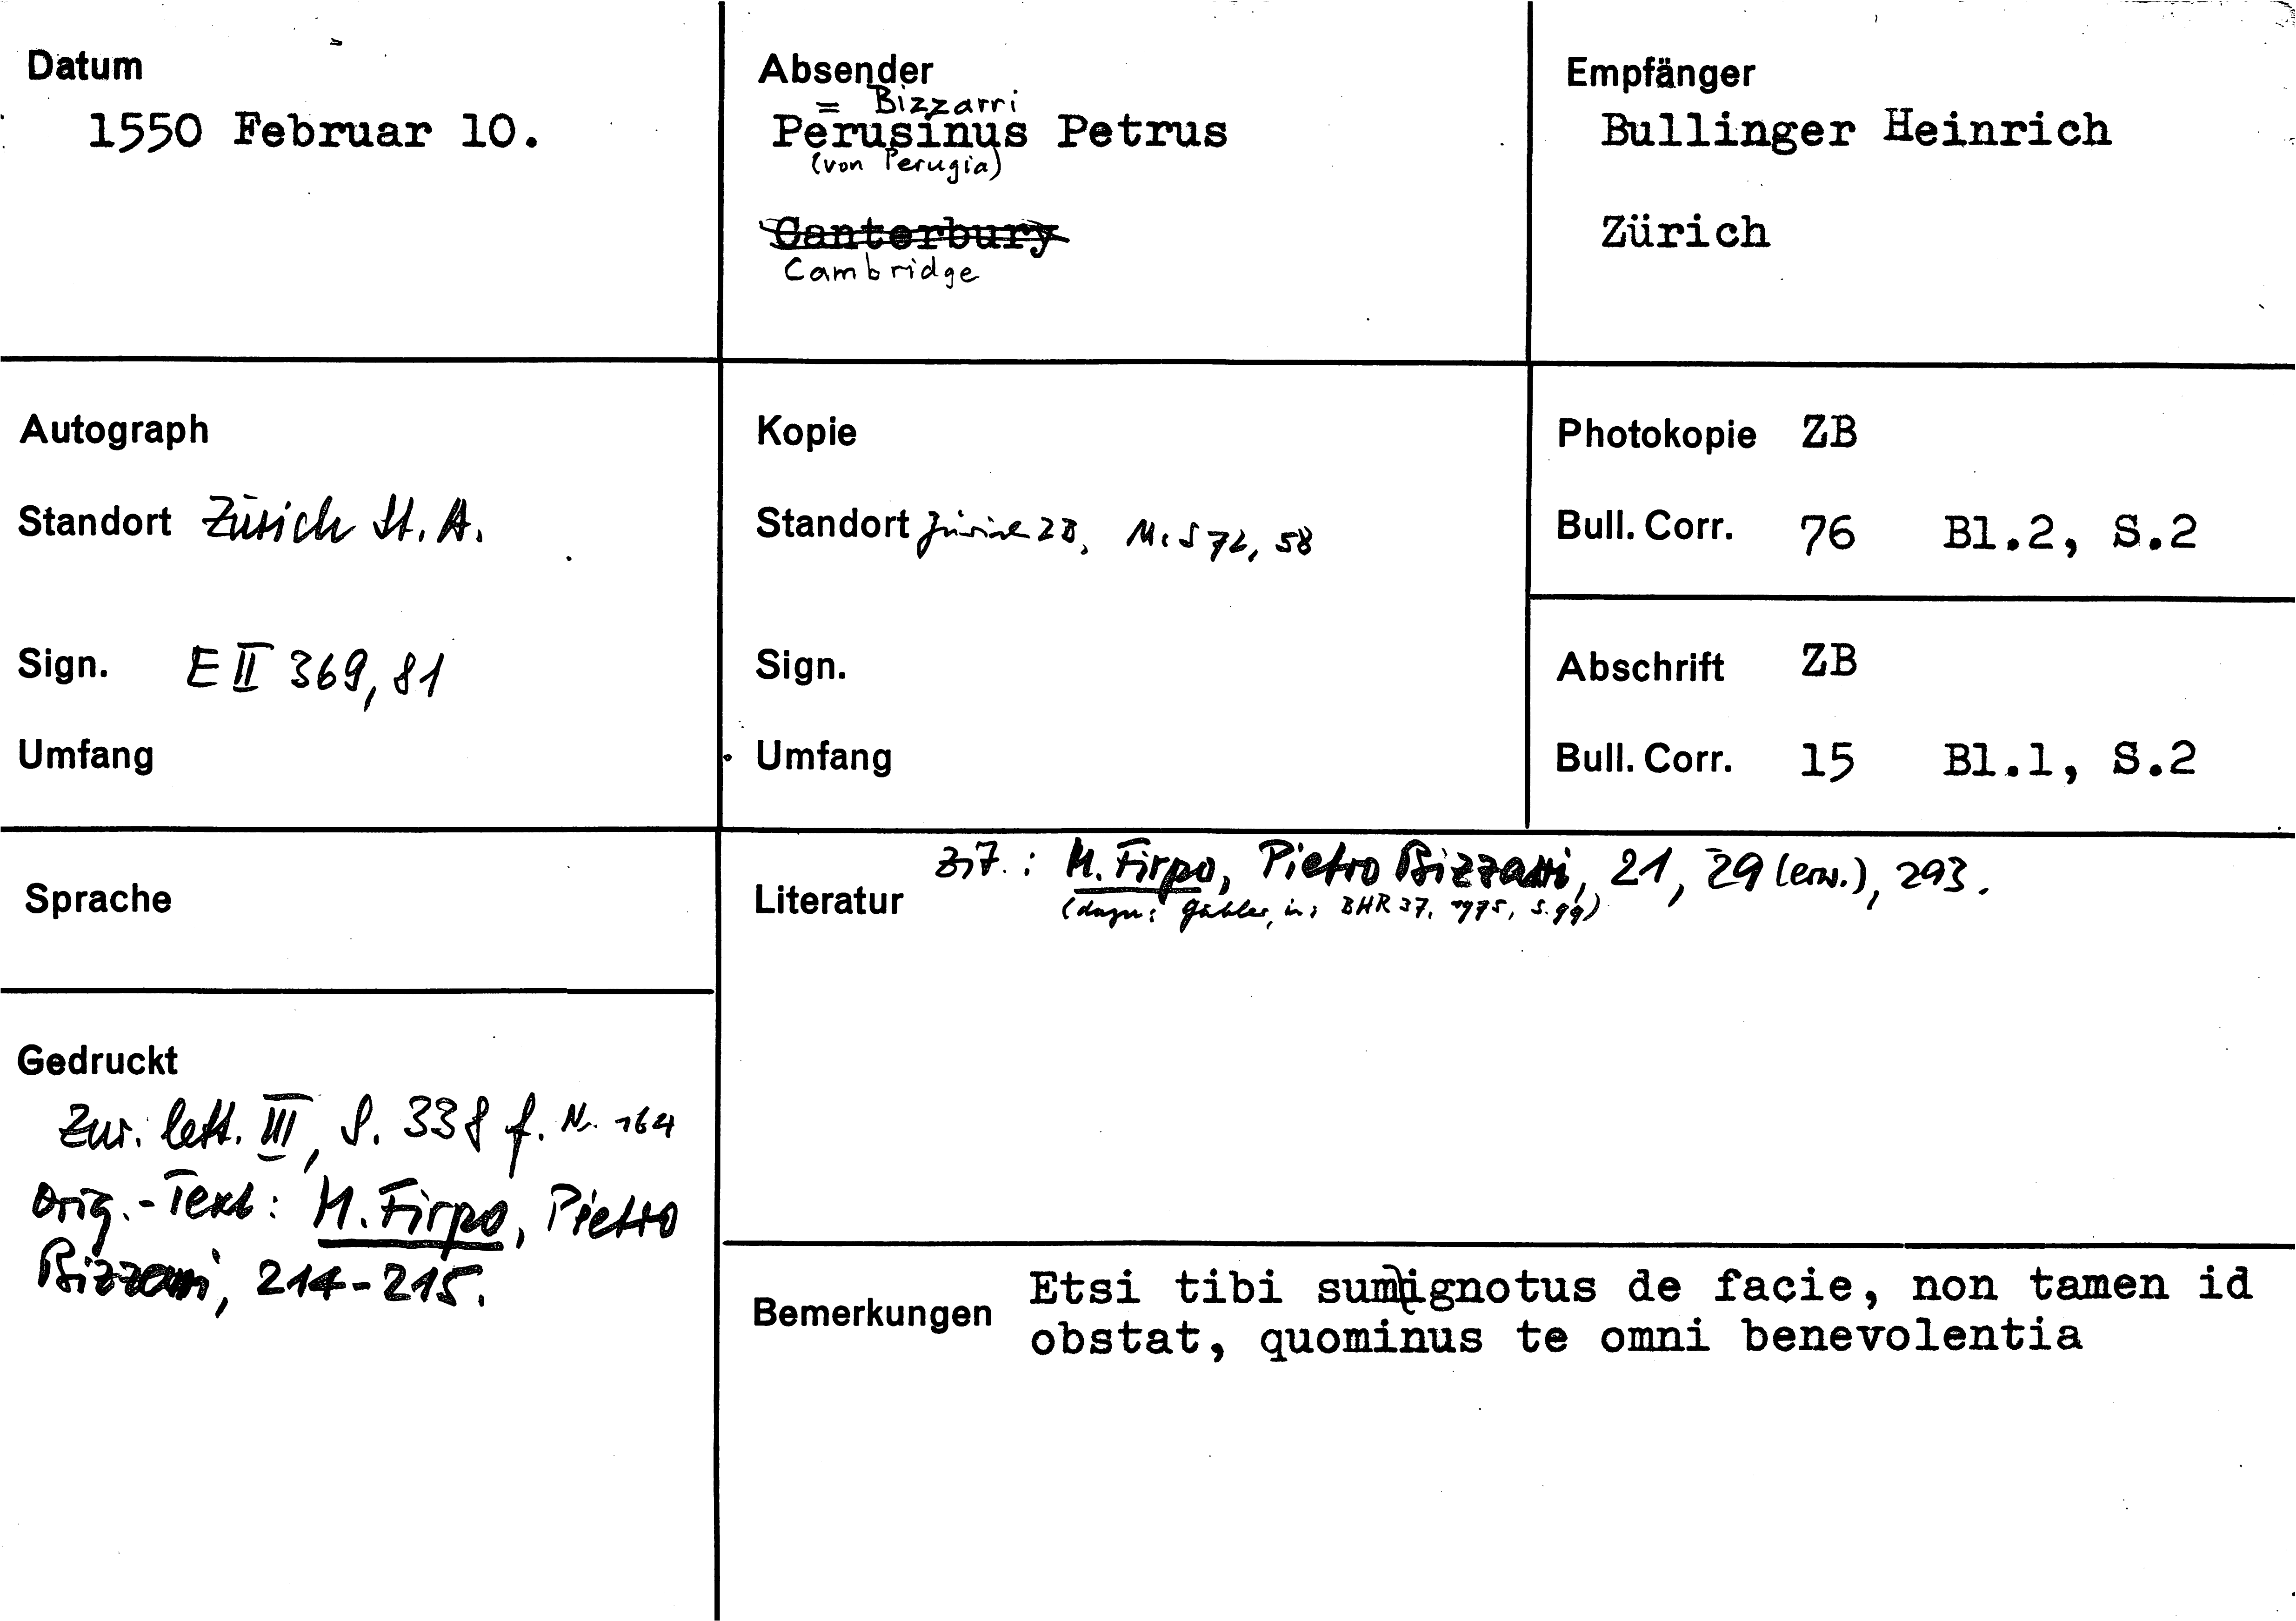 Datum
1550 Februar 10.
Absender
= Bizzarri
Perusinus Petrus
(von Perugia)
Canterbury
Cambridge
Empfänger
Bullinger Heinrich
Zürich
Autograph
Standort Zürich St. A.
Sign. E II 369, 81
Umfang
Kopie
Standort Zürich ZB, Ms S 72, 58
Sign.
Umfang
Photokopie ZB
Bull. Corr. 76 Bl.2, S.2
Abschrift ZB
Bull. Corr. 15 Bl.1, S.2
Sprache
Gedruckt
Zur. lett. III, S. 338 f. Nr. 164
Orig.-Text: M. Firpo, Pietro
Bizzarri, 214-215.
Literatur Zit.: M. Firpo, Pietro Bizzarri, 21, 29 (erw.), 293.
(dazu: Gäbler, in: BHR 37, 1975, S. 99)
Bemerkungen Etsi tibi sum ignotus de facie, non tamen id
obstat, quominus te omni benevolentia